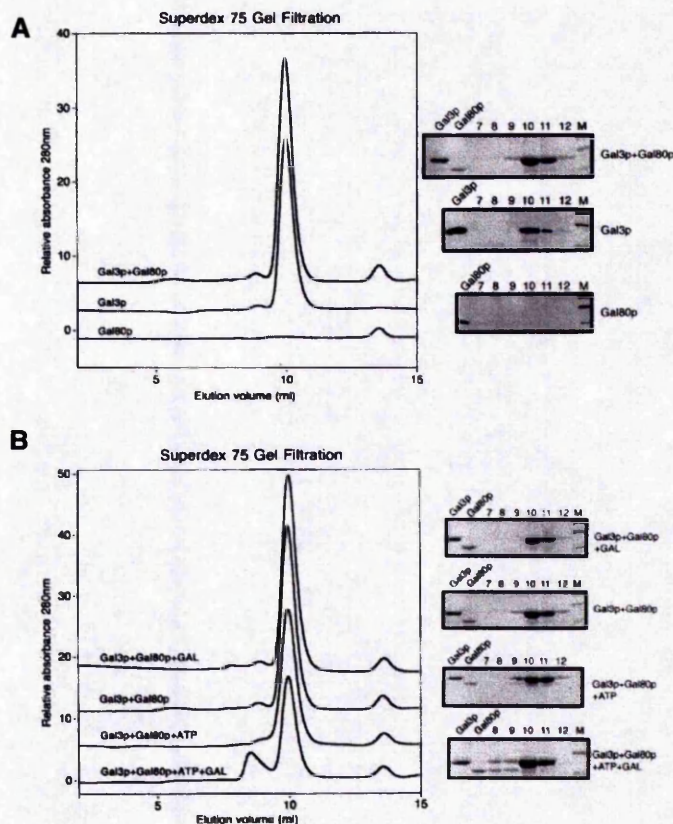 A
Superdex 75 Gel Filtration
Relative absorbance 280nm
40
30
20
10
0
Gal3p+Gal80p
Gal3p
Gal80p
5 10 15
Elution volume (ml)
Gal3p Gal80p 7 8 9 10 11 12 M
Gal3p+Gal80p
Gal3p 7 8 9 10 11 12 M
Gal3p
Gal80p 7 8 9 10 11 12 M
Gal80p
B
Superdex 75 Gel Filtration
Relative absorbance 280nm
50
40
30
20
10
0
Gal3p+Gal80p+GAL
Gal3p+Gal80p
Gal3p+Gal80p+ATP
Gal3p+Gal80p+ATP+GAL
5 10 15
Elution volume (ml)
Gal3p Gal80p 7 8 9 10 11 12 M
Gal3p+Gal80p
+GAL
Gal3p Gal80p 7 8 9 10 11 12 M
Gal3p+Gal80p
Gal3p Gal80p 7 8 9 10 11 12
Gal3p+Gal80p
+ATP
Gal3p Gal80p 8 9 10 11 12 M
Gal3p+Gal80p
+ATP+GAL